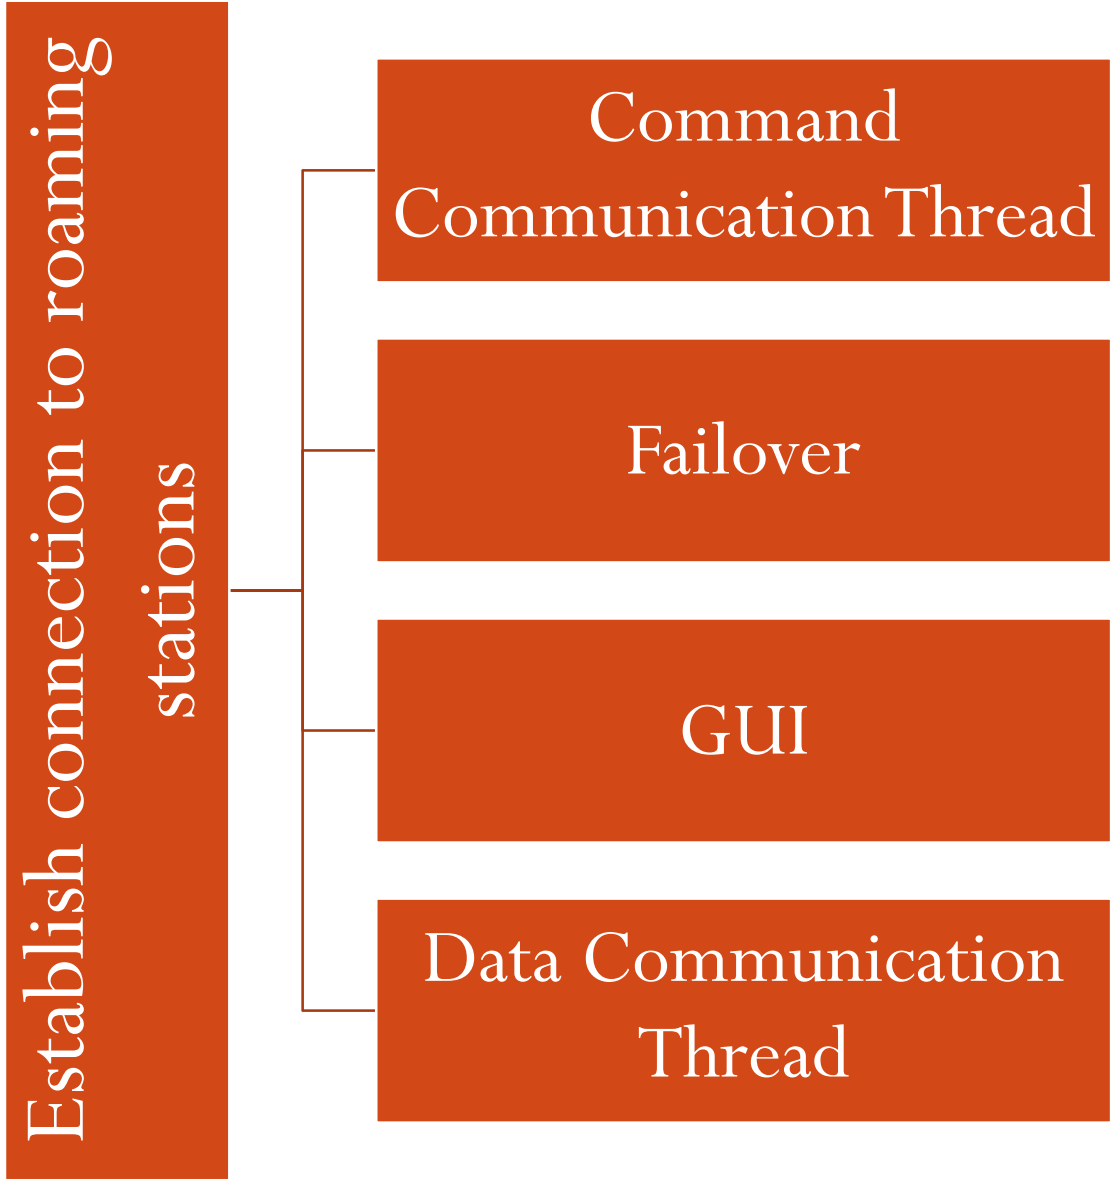 Establish connection to roaming
stations
Command
Communication Thread
Failover
GUI
Data Communication
Thread